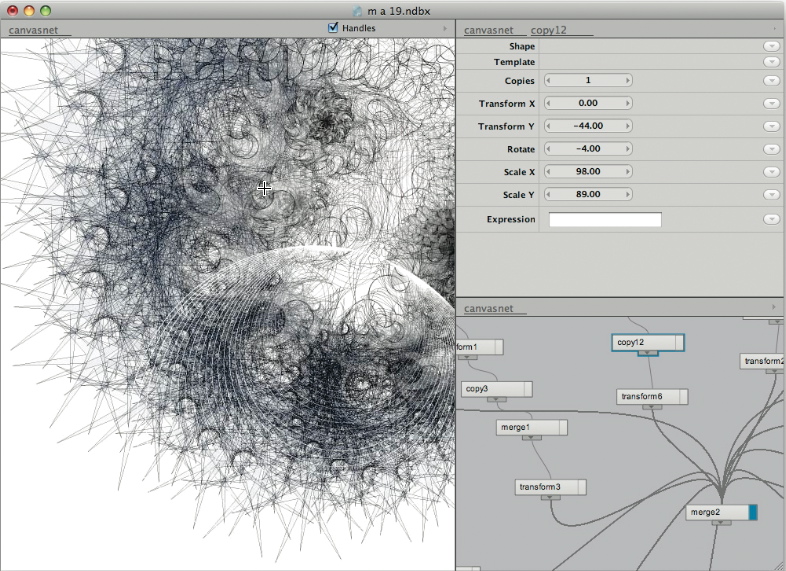 m a 19.ndbx
canvasnet
Handles
canvasnet copy12
Shape
Template
Copies 1
Transform X 0.00
Transform Y -44.00
Rotate -4.00
Scale X 98.00
Scale Y 89.00
Expression
canvasnet
copy12
form1
transform2
copy3
transform6
merge1
transform3
merge2